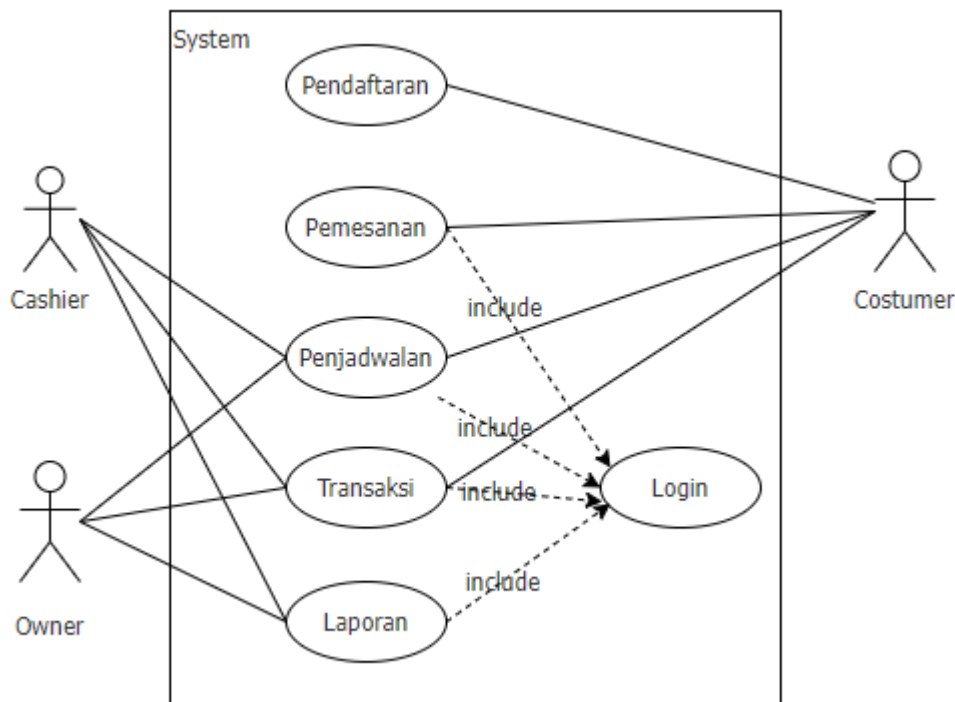 System
Pendaftaran
Pemesanan
Cashier
Costumer
include
Penjadwalan
include
Transaksi
include
Login
include
Laporan
Owner